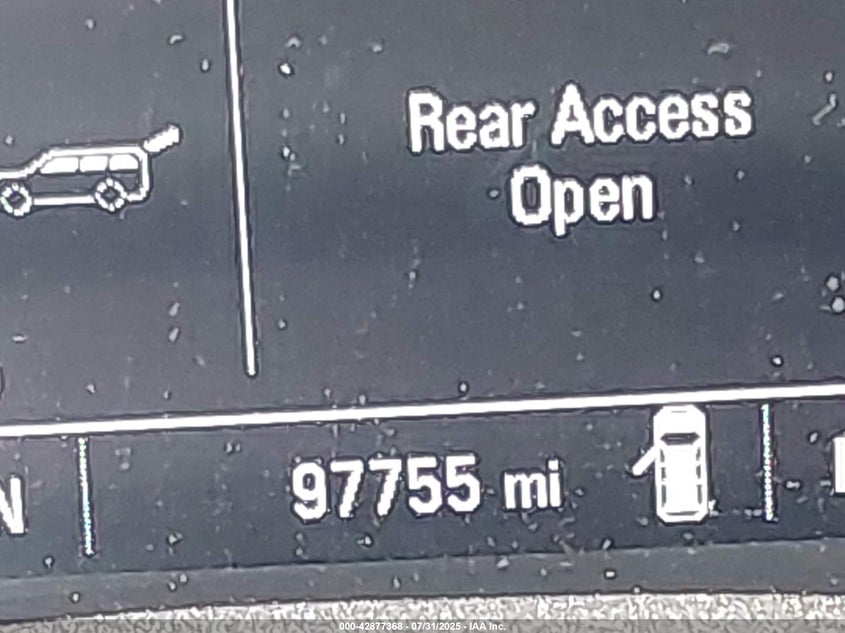 Rear Access
Open
N
97755 mi
000-42877368 - 07/31/2025 - IAA Inc.